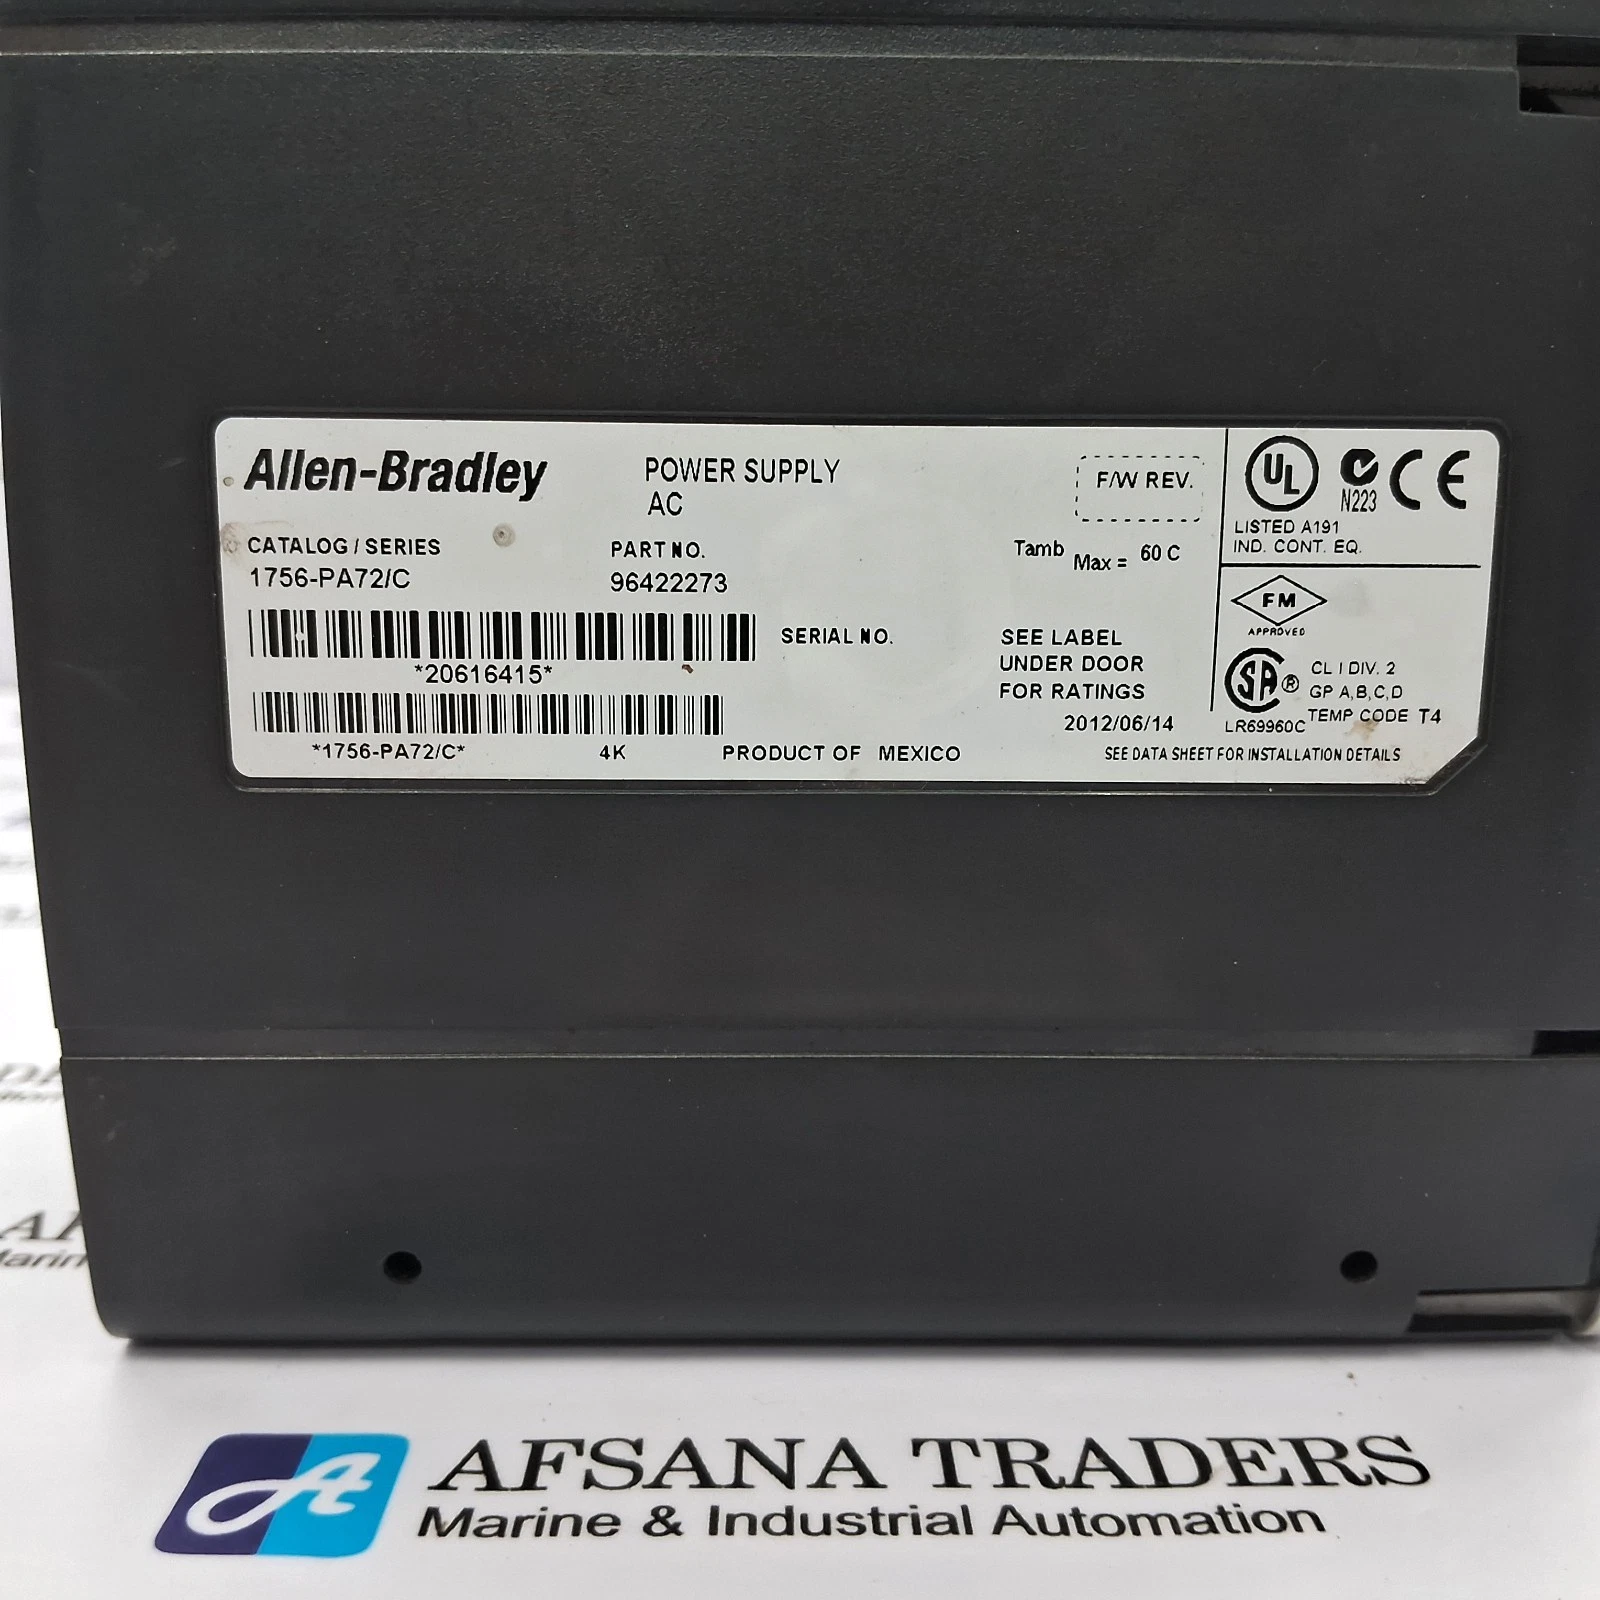 Allen-Bradley
POWER SUPPLY
AC
F/W REV.
CATALOG / SERIES
1756-PA72/C
PART NO.
96422273
Tamb Max = 60 C
*20616415*
SERIAL NO.
SEE LABEL
UNDER DOOR
FOR RATINGS
2012/06/14
*1756-PA72/C*
4K
PRODUCT OF MEXICO
UL
N223
CE
LISTED A191
IND. CONT. EQ.
FM
APPROVED
SA ®
LR69960C
CL I DIV. 2
GP A,B,C,D
TEMP CODE T4
SEE DATA SHEET FOR INSTALLATION DETAILS
A
AFSANA TRADERS
Marine & Industrial Automation